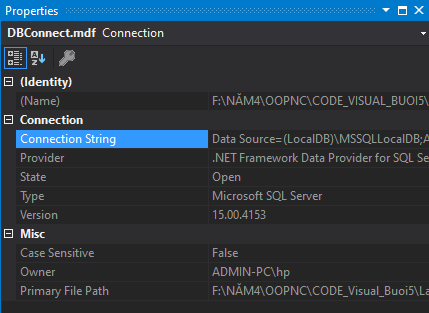 Properties
DBConnect.mdf Connection
(Identity)
(Name) F:\NĂM4\OOPNC\CODE_VISUAL_BUOI5\
Connection
Connection String Data Source=(LocalDB)\MSSQLLocalDB;A
Provider .NET Framework Data Provider for SQL Se
State Open
Type Microsoft SQL Server
Version 15.00.4153
Misc
Case Sensitive False
Owner ADMIN-PC\hp
Primary File Path F:\NĂM4\OOPNC\CODE_Visual_Buoi5\La